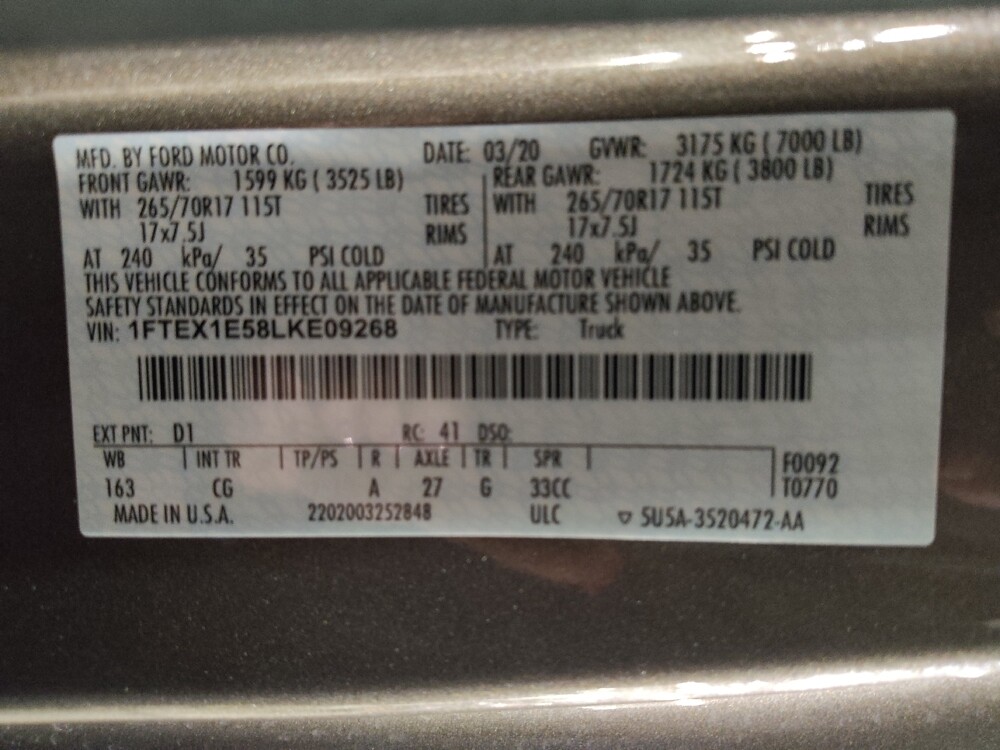 MFD. BY FORD MOTOR CO. DATE: 03/20 GVWR: 3175 KG ( 7000 LB)
FRONT GAWR: 1599 KG ( 3525 LB) REAR GAWR: 1724 KG ( 3800 LB)
WITH 265/70R17 115T TIRES WITH 265/70R17 115T TIRES
17x7.5J RIMS 17x7.5J RIMS
AT 240 kPa/ 35 PSI COLD AT 240 kPa/ 35 PSI COLD
THIS VEHICLE CONFORMS TO ALL APPLICABLE FEDERAL MOTOR VEHICLE
SAFETY STANDARDS IN EFFECT ON THE DATE OF MANUFACTURE SHOWN ABOVE.
VIN: 1FTEX1E58LKE09268 TYPE: Truck
EXT PNT: D1 RC: 41 DSO:
WB INT TR TP/PS R AXLE TR SPR F0092
163 CG A 27 G 33CC T0770
MADE IN U.S.A. 2202003252848 ULC ▽ 5U5A-3520472-AA